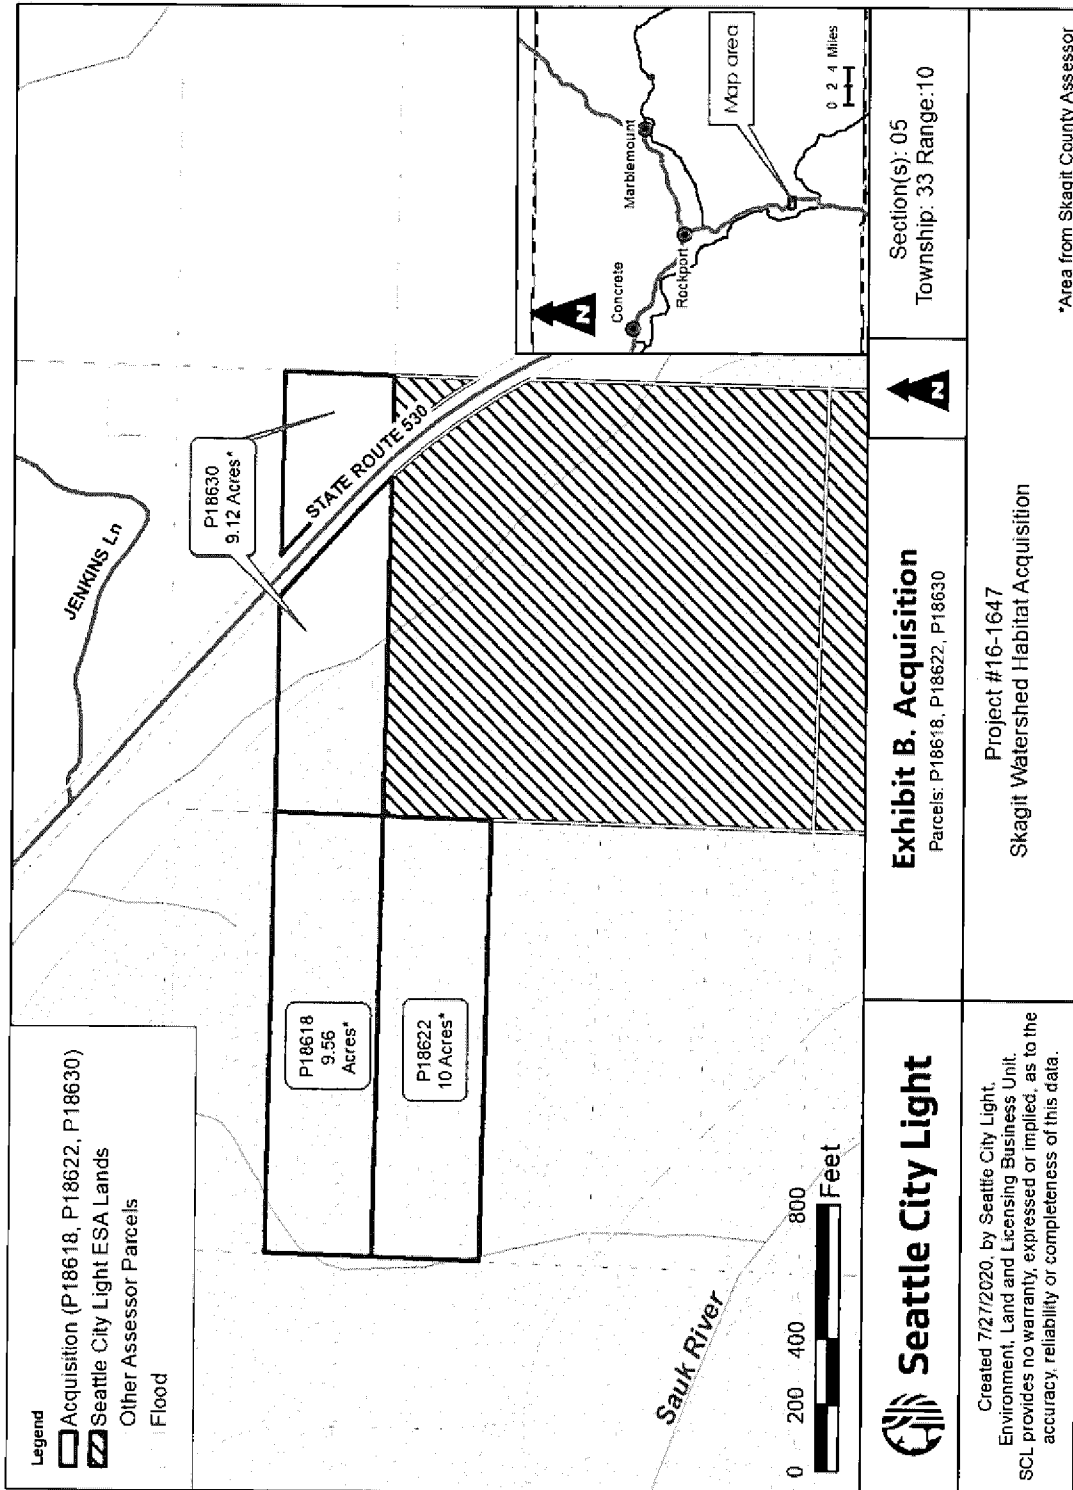 Legend
Acquisition (P18618, P18622, P18630)
Seattle City Light ESA Lands
Other Assessor Parcels
Flood
JENKINS Ln
P18630
9.12 Acres*
STATE ROUTE 530
P18618
9.56
Acres*
P18622
10 Acres*
Sauk River
0 200 400 800
Feet
N
Concrete
Rockport
Marblemount
Map area
0 2 4 Miles
Seattle City Light
Created 7/27/2020, by Seattle City Light,
Environment, Land and Licensing Business Unit.
SCL provides no warranty, expressed or implied, as to the
accuracy, reliability or completeness of this data.
Exhibit B. Acquisition
Parcels: P18618, P18622, P18630
N
Section(s): 05
Township: 33 Range:10
Project #16-1647
Skagit Watershed Habitat Acquisition
*Area from Skagit County Assessor